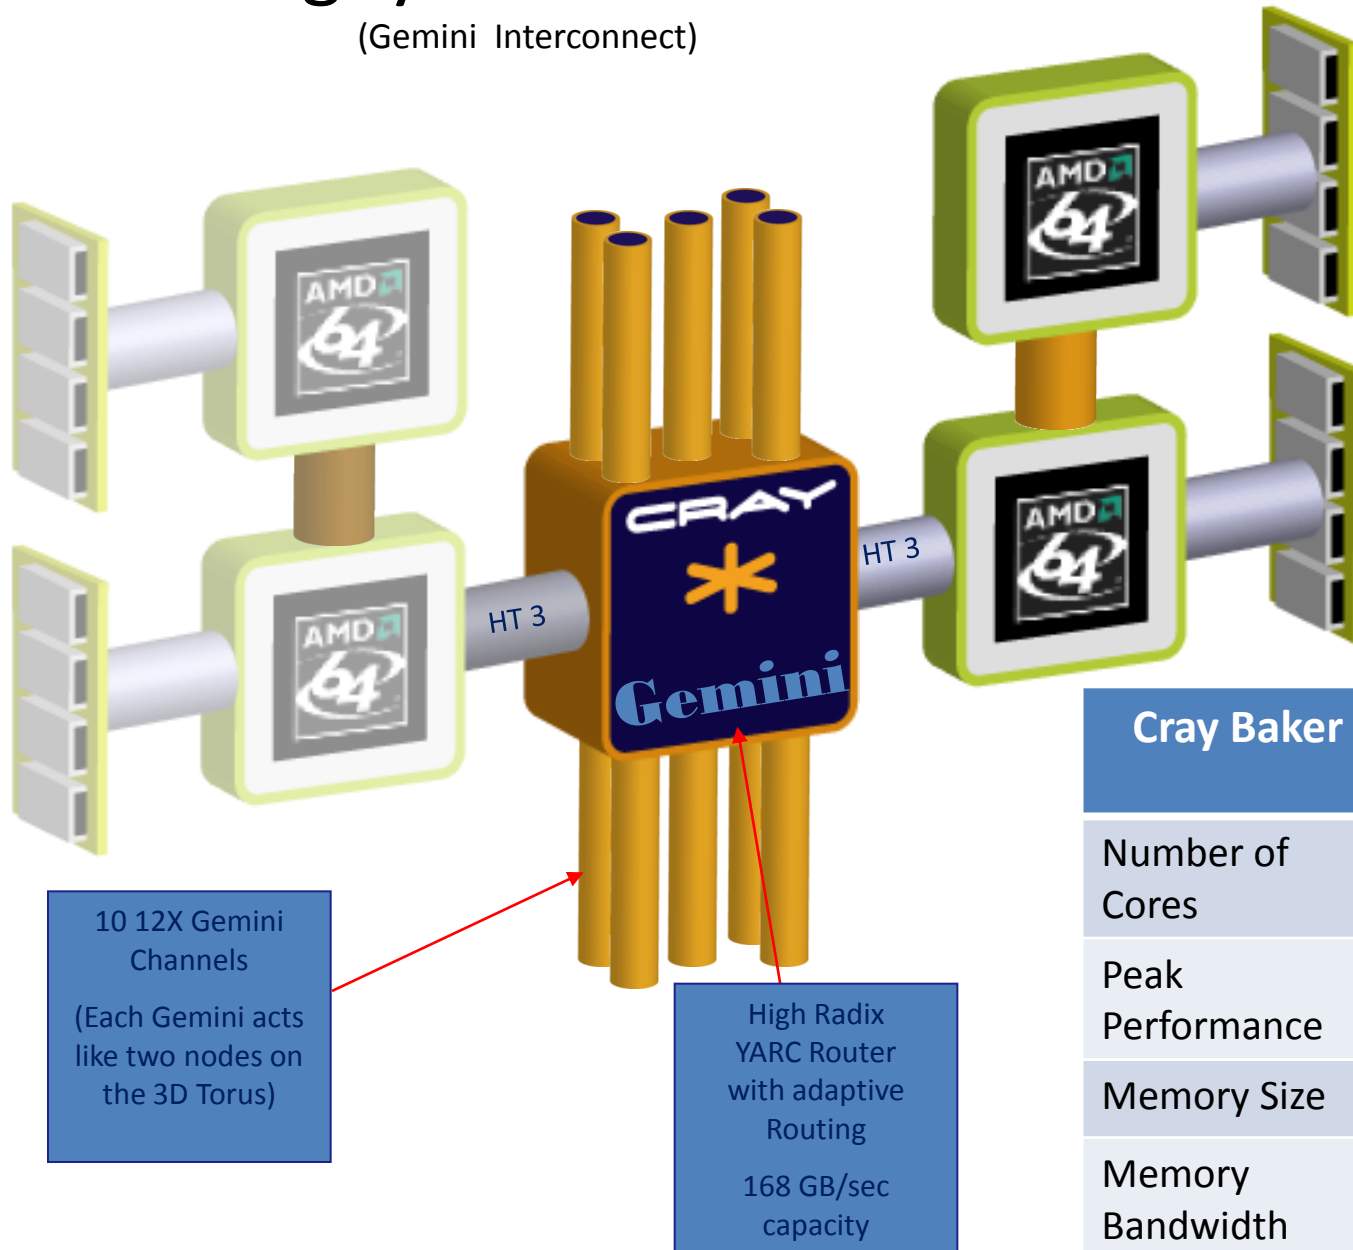 (Gemini Interconnect)
AMD
64
AMD
64
AMD
64
AMD
64
CRAY
Gemini
HT 3
HT 3
10 12X Gemini
Channels
(Each Gemini acts
like two nodes on
the 3D Torus)
High Radix
YARC Router
with adaptive
Routing
168 GB/sec
capacity
Cray Baker
Number of
Cores
Peak
Performance
Memory Size
Memory
Bandwidth